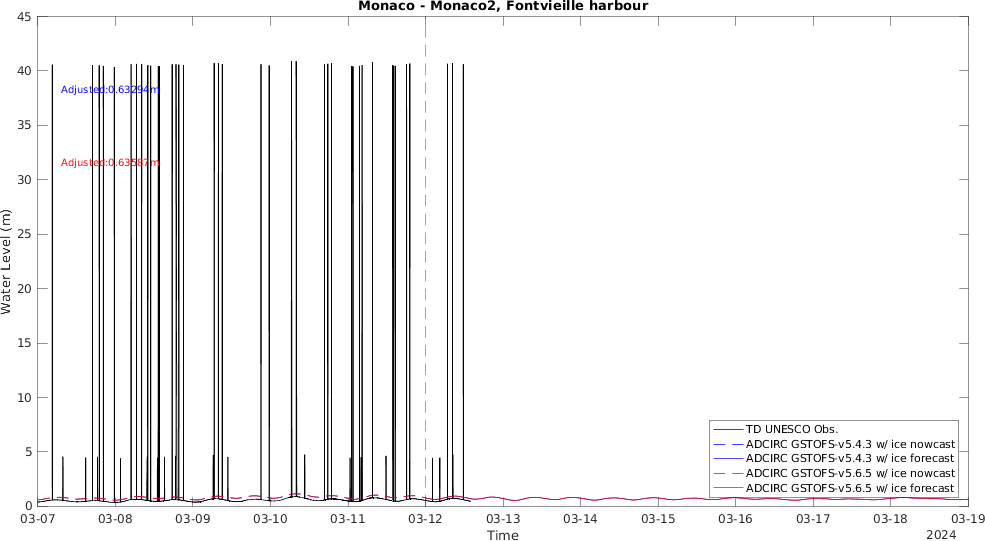 Monaco - Monaco2, Fontvieille harbour
45
40
35
30
25
20
15
10
5
0
Water Level (m)
Adjusted:0.63294m
Adjusted:0.63587m
TD UNESCO Obs.
ADCIRC GSTOFS-v5.4.3 w/ ice nowcast
ADCIRC GSTOFS-v5.4.3 w/ ice forecast
ADCIRC GSTOFS-v5.6.5 w/ ice nowcast
ADCIRC GSTOFS-v5.6.5 w/ ice forecast
03-07 03-08 03-09 03-10 03-11 03-12 03-13 03-14 03-15 03-16 03-17 03-18 03-19
Time
2024